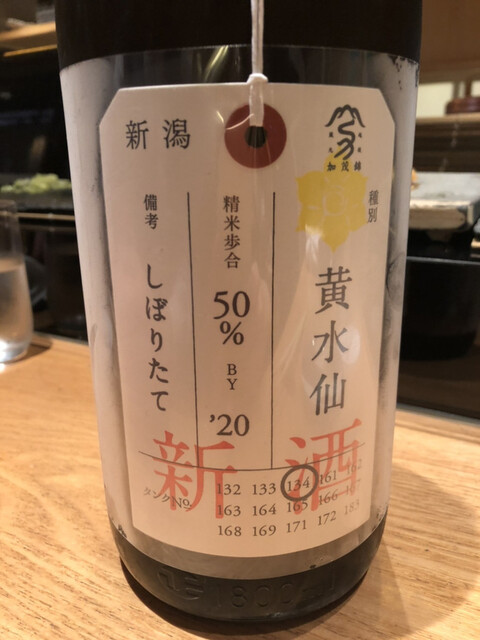 新潟
加茂錦
種別
黄水仙
精米歩合
50%
BY
'20
備考
しぼりたて
新酒
タンクNo.
132 133 134 161 162
163 164 165 166 167
168 169 171 172 183